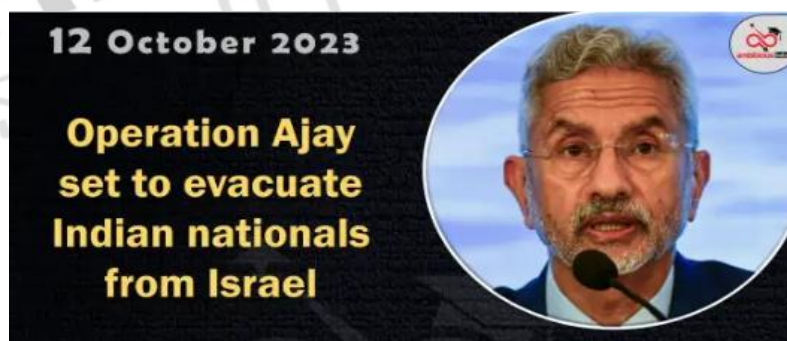 12 October 2023
Operation Ajay
set to evacuate
Indian nationals
from Israel